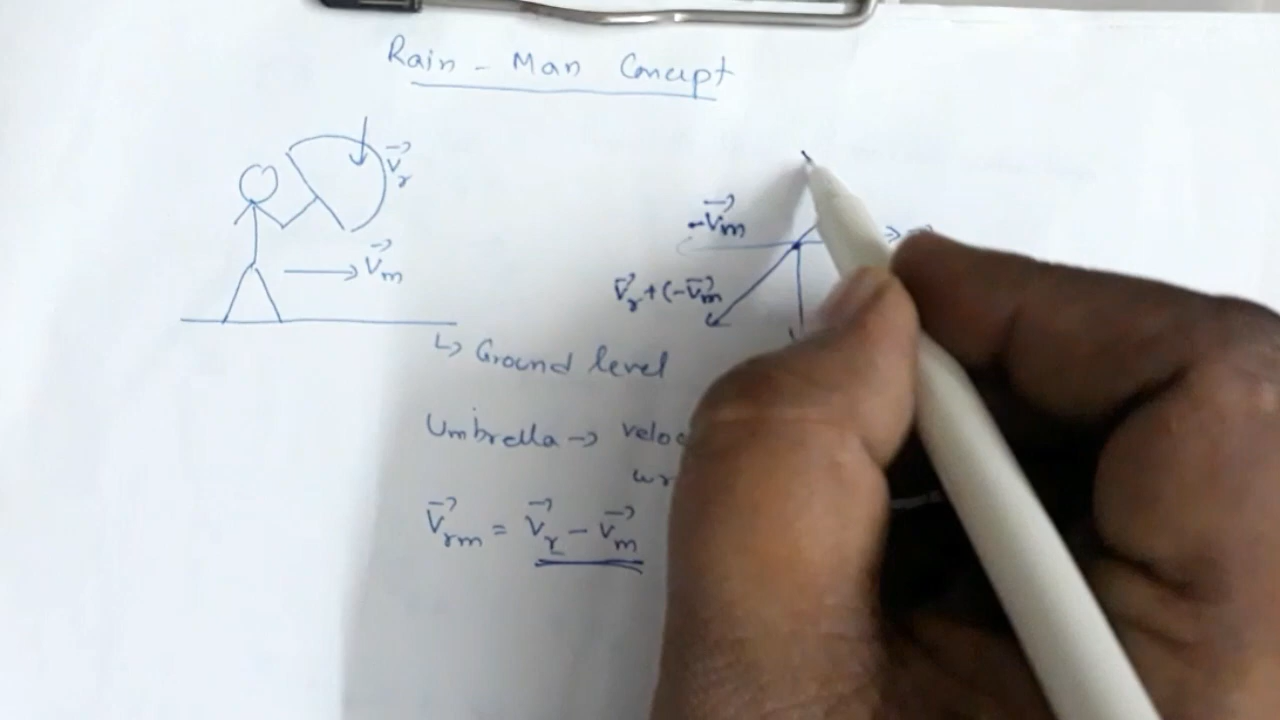 Rain - Man Concept
V⃗r
V⃗m
-V⃗m
V⃗r + (-V⃗m
↳ Ground level
Umbrella →
V⃗rm = V⃗r - V⃗m